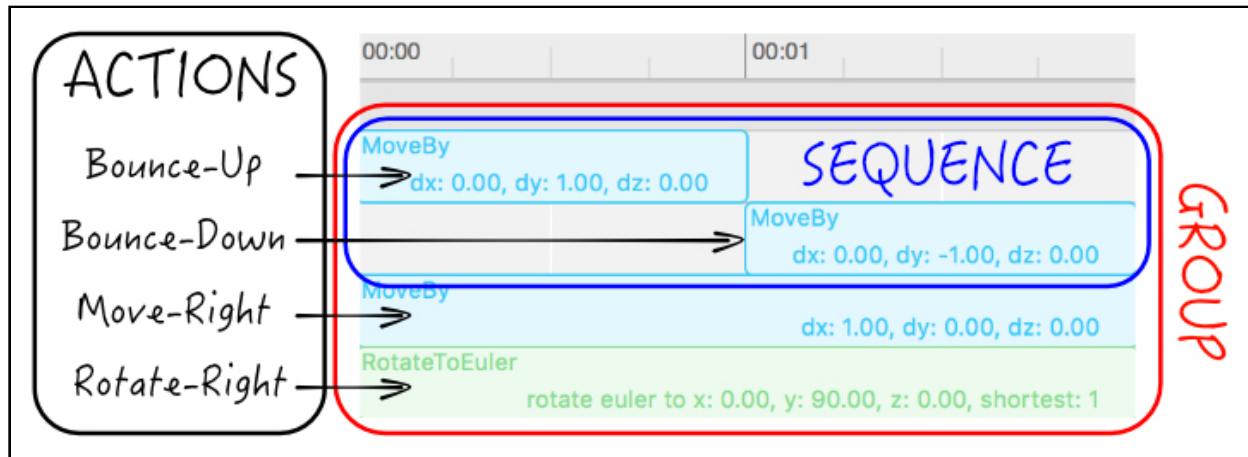 ACTIONS
00:00
00:01
Bounce-Up
MoveBy
dx: 0.00, dy: 1.00, dz: 0.00
SEQUENCE
Bounce-Down
MoveBy
dx: 0.00, dy: -1.00, dz: 0.00
Move-Right
MoveBy
dx: 1.00, dy: 0.00, dz: 0.00
Rotate-Right
RotateToEuler
rotate euler to x: 0.00, y: 90.00, z: 0.00, shortest: 1
GROUP